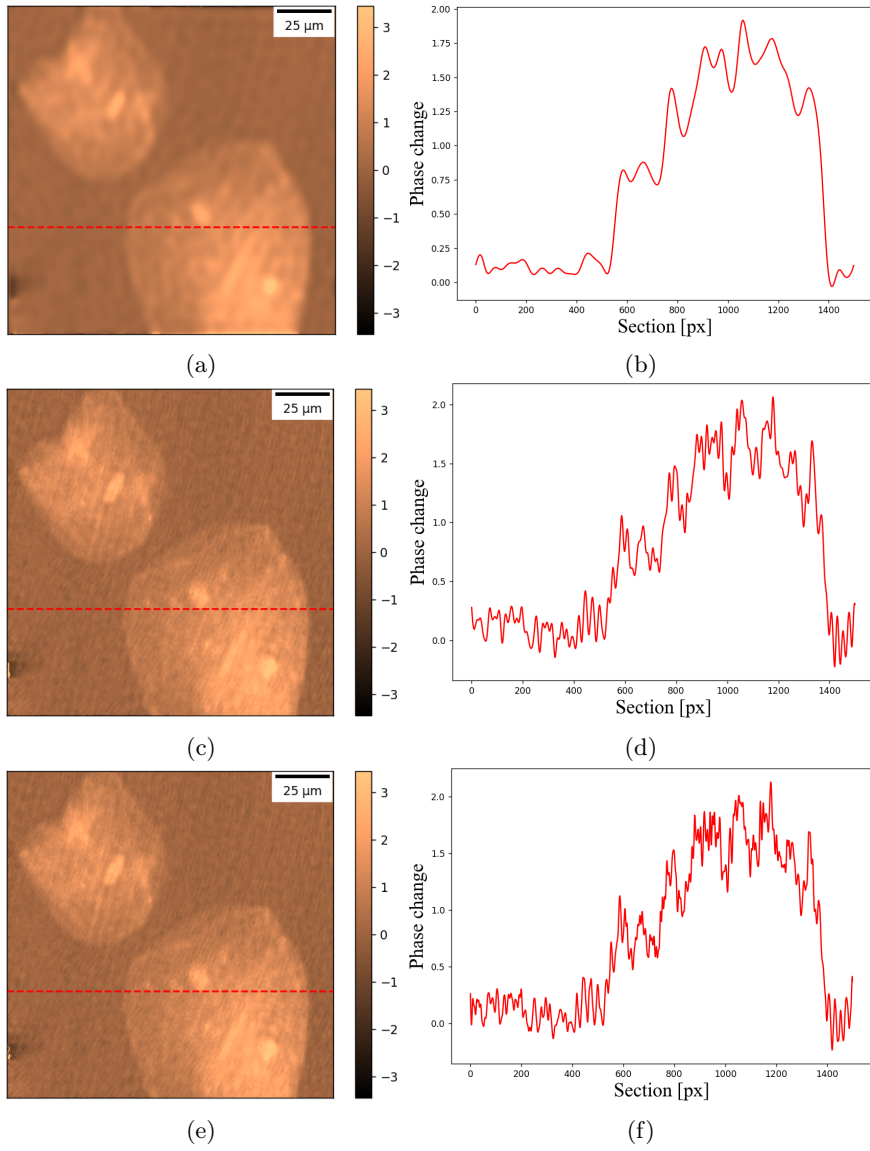 25 μm
3
2
1
0
−1
−2
−3
(a)
Phase change
2.00
1.75
1.50
1.25
1.00
0.75
0.50
0.25
0.00
0 200 400 600 800 1000 1200 1400
Section [px]
(b)
25 μm
3
2
1
0
−1
−2
−3
(c)
Phase change
2.0
1.5
1.0
0.5
0.0
0 200 400 600 800 1000 1200 1400
Section [px]
(d)
25 μm
3
2
1
0
−1
−2
−3
(e)
Phase change
2.0
1.5
1.0
0.5
0.0
0 200 400 600 800 1000 1200 1400
Section [px]
(f)